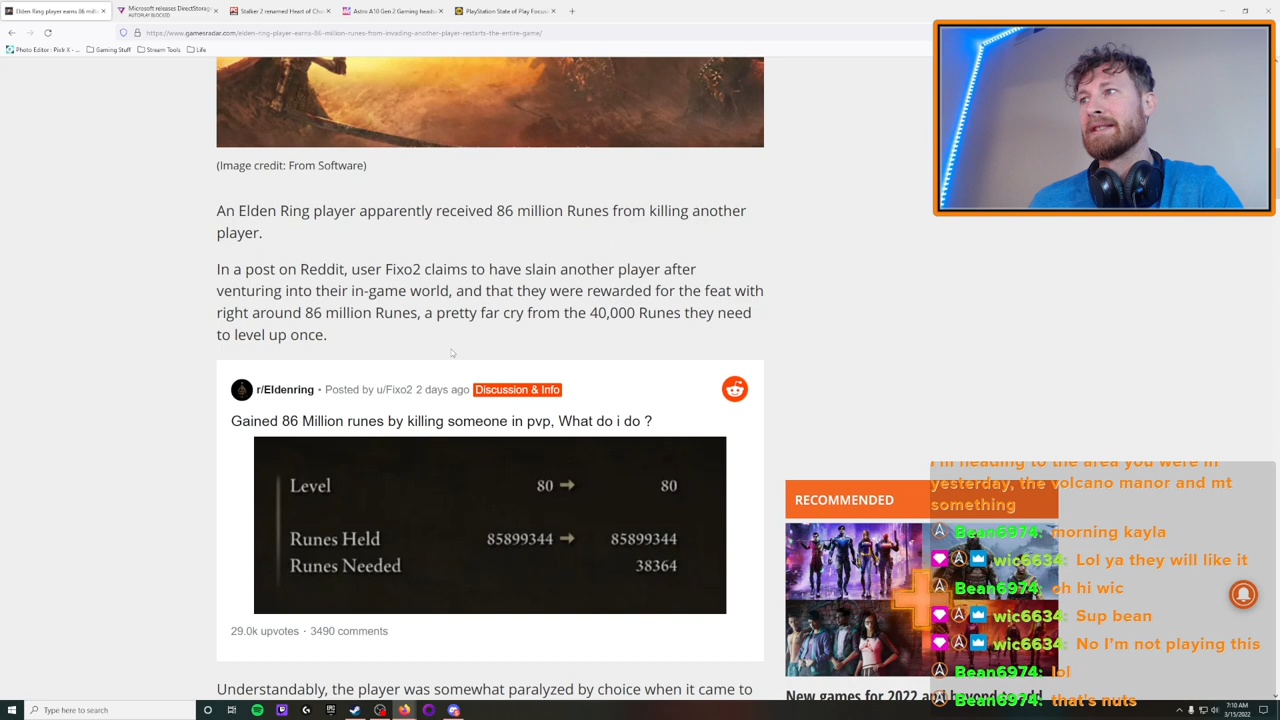 Elden Ring player earns 86 milli
Microsoft releases DirectStorag
AUTOPLAY BLOCKED
Stalker 2 renamed Heart of Cho
Astro A10 Gen 2 Gaming heads
PlayStation State of Play Focus
https://www.gamesradar.com/elden-ring-player-earns-86-million-runes-from-invading-another-player-restarts-the-entire-game/
Photo Editor : Pixlr X - ...
Gaming Stuff
Stream Tools
Life
(Image credit: From Software)
An Elden Ring player apparently received 86 million Runes from killing another
player.
In a post on Reddit, user Fixo2 claims to have slain another player after
venturing into their in-game world, and that they were rewarded for the feat with
right around 86 million Runes, a pretty far cry from the 40,000 Runes they need
to level up once.
r/Eldenring • Posted by u/Fixo2 2 days ago Discussion & Info
Gained 86 Million runes by killing someone in pvp, What do i do ?
Level 80 → 80
Runes Held 85899344 → 85899344
Runes Needed 38364
29.0k upvotes · 3490 comments
Understandably, the player was somewhat paralyzed by choice when it came to
RECOMMENDED
New games for 2022 and beyond to add
I'm heading to the area you were in
yesterday, the volcano manor and mt
something
Bean6974: morning kayla
wic6634: Lol ya they will like it
Bean6974: oh hi wic
wic6634: Sup bean
wic6634: No I'm not playing this
Bean6974: lol
Bean6974: that's nuts
Type here to search
7:10 AM
3/15/2022